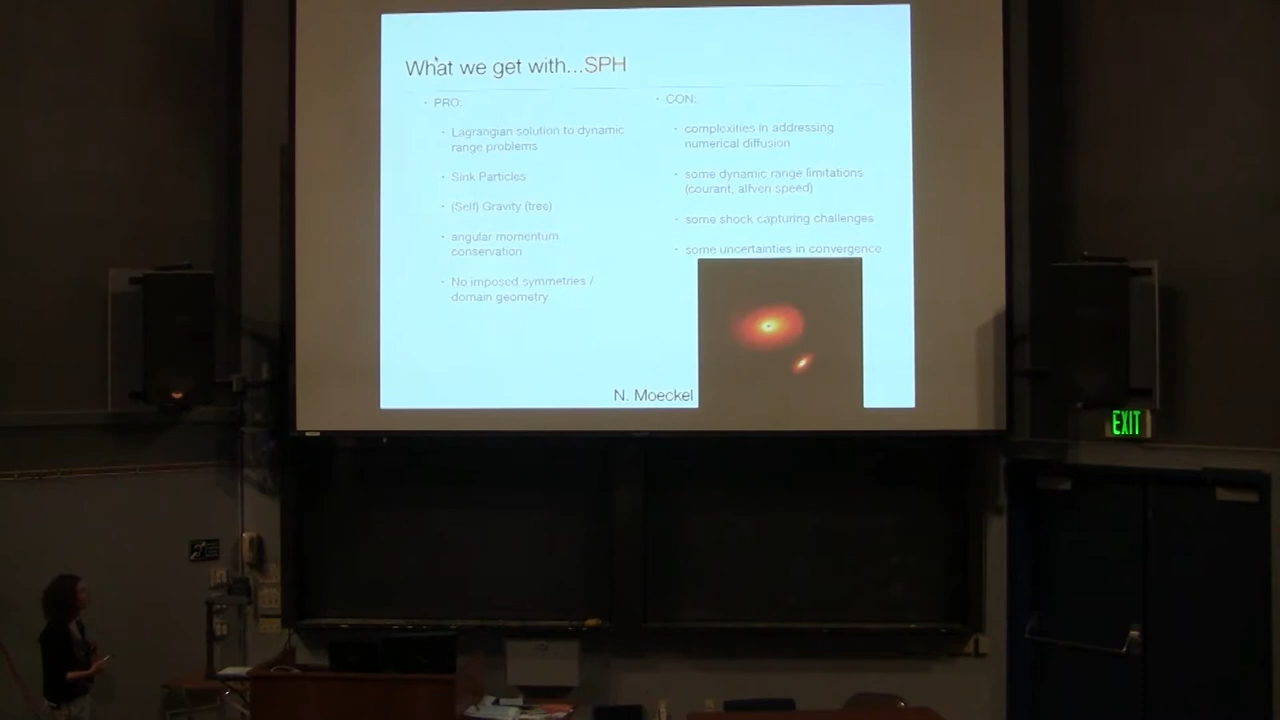 What we get with...SPH
· PRO:
· Lagrangian solution to dynamic
range problems
· Sink Particles
· (Self) Gravity (tree)
· angular momentum
conservation
· No imposed symmetries /
domain geometry
· CON:
· complexities in addressing
numerical diffusion
· some dynamic range limitations
(courant, alfven speed)
· some shock capturing challenges
· some uncertainties in convergence
N. Moeckel
EXIT